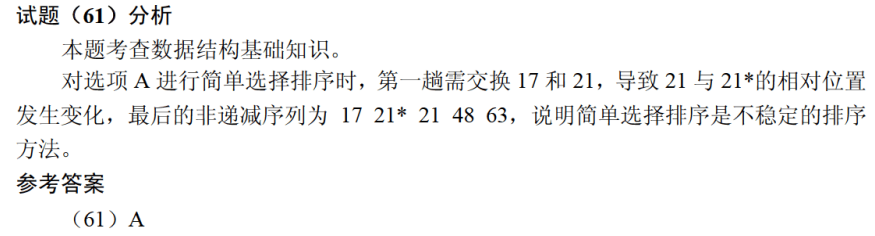 试题（61）分析
本题考查数据结构基础知识。
对选项 A 进行简单选择排序时，第一趟需交换 17 和 21，导致 21 与 21*的相对位置
发生变化，最后的非递减序列为 17 21* 21 48 63，说明简单选择排序是不稳定的排序
方法。
参考答案
（61）A